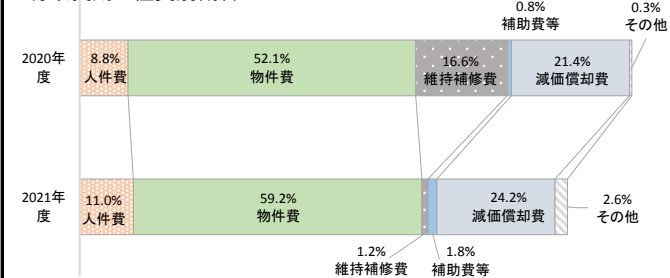 0.8%
補助費等
0.3%
その他
2020年
度
8.8%
人件費
52.1%
物件費
16.6%
維持補修費
21.4%
減価償却費
2021年
度
11.0%
人件費
59.2%
物件費
24.2%
減価償却費
2.6%
その他
1.2%
維持補修費
1.8%
補助費等